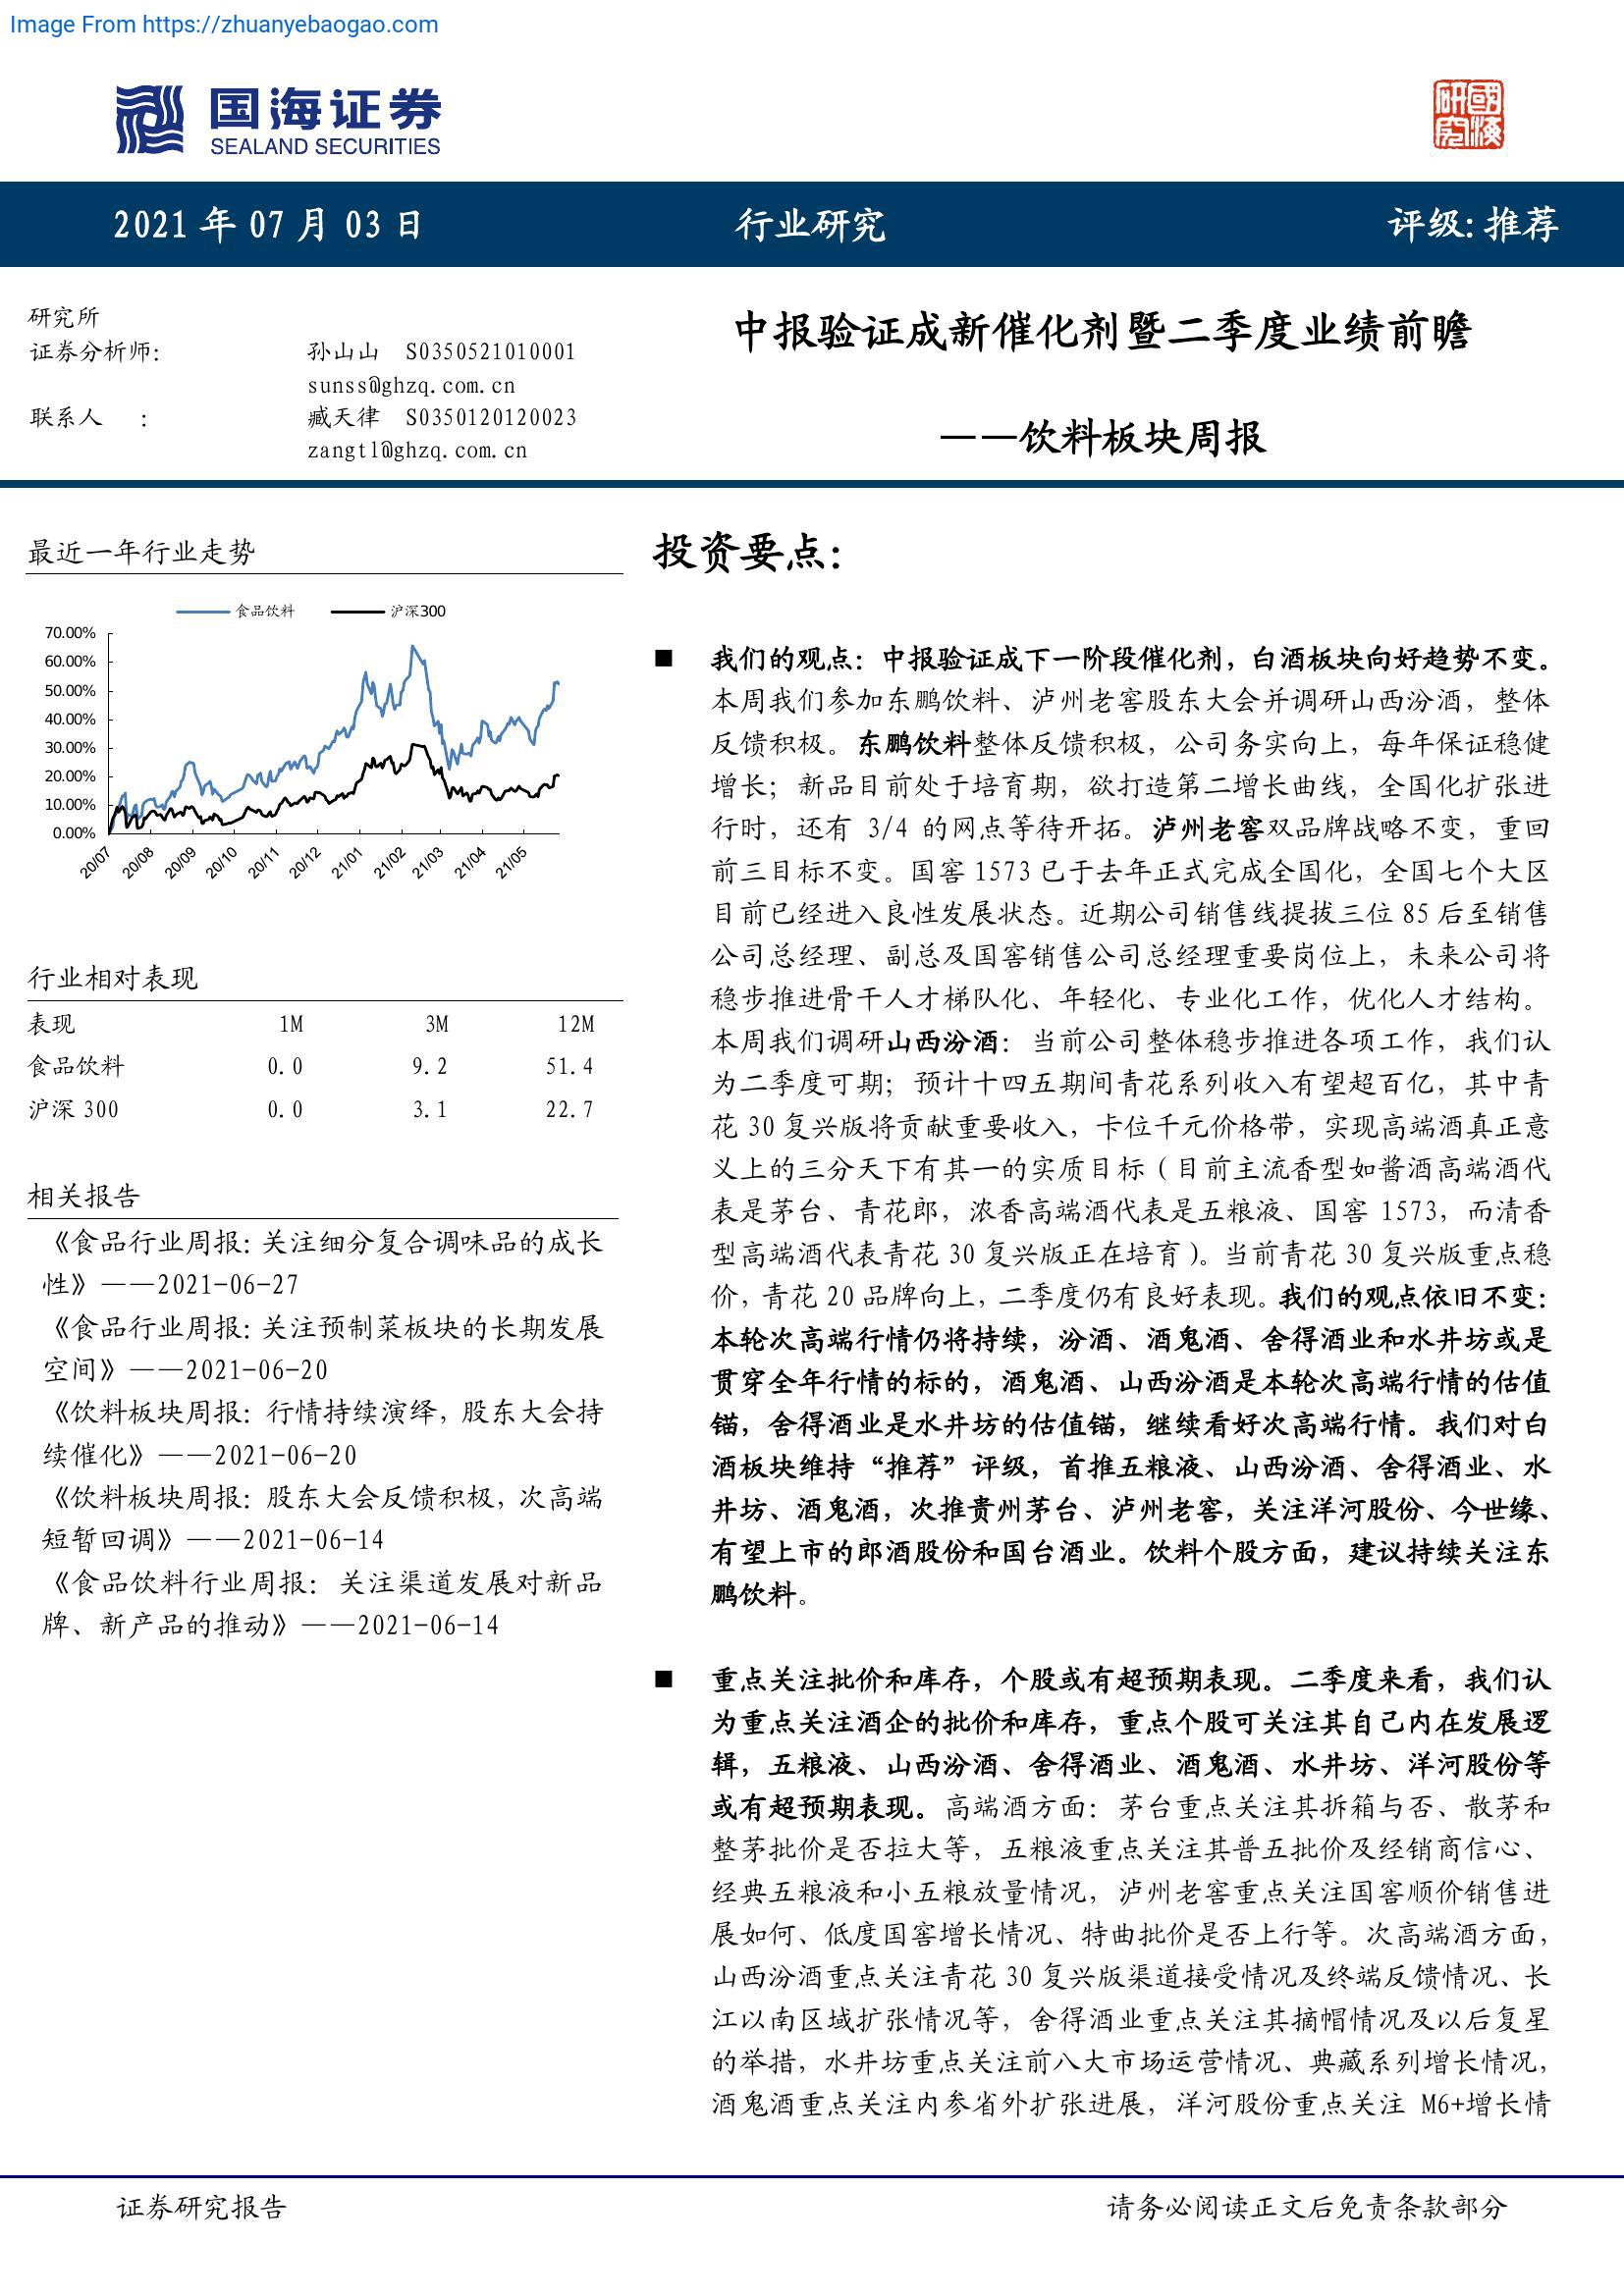 Image From https://zhuanyebaogao.com
国海证券
SEALAND SECURITIES
研究
國海
2021 年 07 月 03 日
行业研究
评级:推荐
研究所
证券分析师:
孙山山 S0350521010001
sunss@ghzq.com.cn
联系人 :
臧天律 S0350120120023
zangtl@ghzq.com.cn
中报验证成新催化剂暨二季度业绩前瞻
——饮料板块周报
最近一年行业走势
食品饮料
沪深300
70.00%
60.00%
50.00%
40.00%
30.00%
20.00%
10.00%
0.00%
20/07
20/08
20/09
20/10
20/11
20/12
21/01
21/02
21/03
21/04
21/05
行业相对表现
表现 1M 3M 12M
食品饮料 0.0 9.2 51.4
沪深 300 0.0 3.1 22.7
相关报告
《食品行业周报:关注细分复合调味品的成长
性》——2021-06-27
《食品行业周报:关注预制菜板块的长期发展
空间》——2021-06-20
《饮料板块周报:行情持续演绎,股东大会持
续催化》——2021-06-20
《饮料板块周报:股东大会反馈积极,次高端
短暂回调》——2021-06-14
《食品饮料行业周报:关注渠道发展对新品
牌、新产品的推动》——2021-06-14
投资要点:
■ 我们的观点:中报验证成下一阶段催化剂,白酒板块向好趋势不变。
本周我们参加东鹏饮料、泸州老窖股东大会并调研山西汾酒,整体
反馈积极。东鹏饮料整体反馈积极,公司务实向上,每年保证稳健
增长;新品目前处于培育期,欲打造第二增长曲线,全国化扩张进
行时,还有 3/4 的网点等待开拓。泸州老窖双品牌战略不变,重回
前三目标不变。国窖 1573 已于去年正式完成全国化,全国七个大区
目前已经进入良性发展状态。近期公司销售线提拔三位 85 后至销售
公司总经理、副总及国窖销售公司总经理重要岗位上,未来公司将
稳步推进骨干人才梯队化、年轻化、专业化工作,优化人才结构。
本周我们调研山西汾酒:当前公司整体稳步推进各项工作,我们认
为二季度可期;预计十四五期间青花系列收入有望超百亿,其中青
花 30 复兴版将贡献重要收入,卡位千元价格带,实现高端酒真正意
义上的三分天下有其一的实质目标(目前主流香型如酱酒高端酒代
表是茅台、青花郎,浓香高端酒代表是五粮液、国窖 1573,而清香
型高端酒代表青花 30 复兴版正在培育)。当前青花 30 复兴版重点稳
价,青花 20 品牌向上,二季度仍有良好表现。我们的观点依旧不变:
本轮次高端行情仍将持续,汾酒、酒鬼酒、舍得酒业和水井坊或是
贯穿全年行情的标的,酒鬼酒、山西汾酒是本轮次高端行情的估值
锚,舍得酒业是水井坊的估值锚,继续看好次高端行情。我们对白
酒板块维持“推荐”评级,首推五粮液、山西汾酒、舍得酒业、水
井坊、酒鬼酒,次推贵州茅台、泸州老窖,关注洋河股份、今世缘、
有望上市的郎酒股份和国台酒业。饮料个股方面,建议持续关注东
鹏饮料。
■ 重点关注批价和库存,个股或有超预期表现。二季度来看,我们认
为重点关注酒企的批价和库存,重点个股可关注其自己内在发展逻
辑,五粮液、山西汾酒、舍得酒业、酒鬼酒、水井坊、洋河股份等
或有超预期表现。高端酒方面:茅台重点关注其拆箱与否、散茅和
整茅批价是否拉大等,五粮液重点关注其普五批价及经销商信心、
经典五粮液和小五粮放量情况,泸州老窖重点关注国窖顺价销售进
展如何、低度国窖增长情况、特曲批价是否上行等。次高端酒方面,
山西汾酒重点关注青花 30 复兴版渠道接受情况及终端反馈情况、长
江以南区域扩张情况等,舍得酒业重点关注其摘帽情况及以后复星
的举措,水井坊重点关注前八大市场运营情况、典藏系列增长情况,
酒鬼酒重点关注内参省外扩张进展,洋河股份重点关注 M6+增长情
证券研究报告
请务必阅读正文后免责条款部分